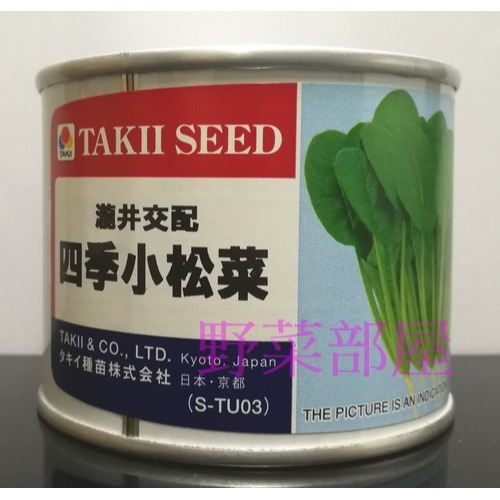 TAKII
TAKII SEED
瀧井交配
四季小松菜
TAKII & CO., LTD. Kyoto, Japan
タキイ種苗株式会社 日本・京都
(S-TU03)
野菜部屋
THE PICTURE IS AN INDICATION